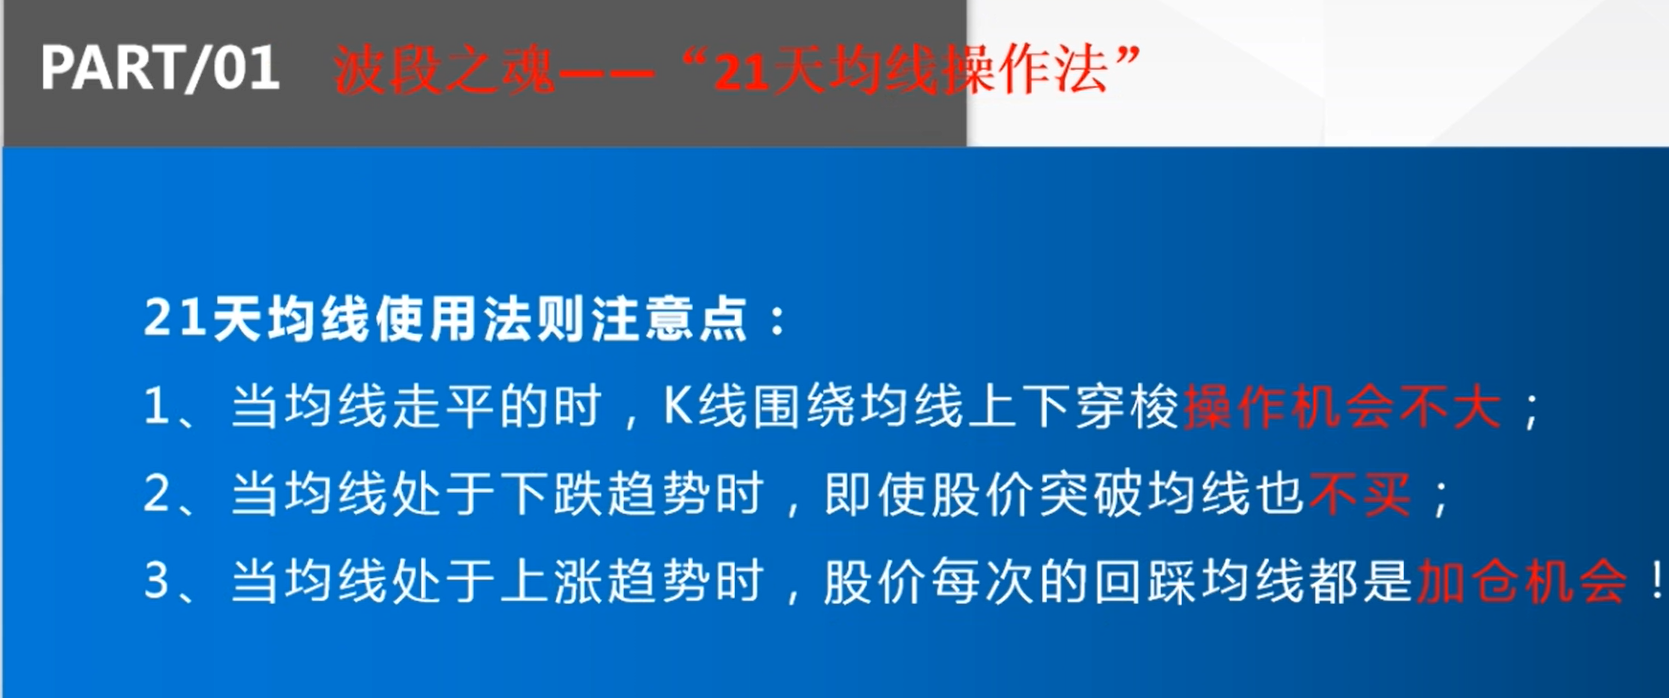 PART/01 波段之魂——“21天均线操作法”
21天均线使用法则注意点：
1、当均线走平的时，K线围绕均线上下穿梭操作机会不大；
2、当均线处于下跌趋势时，即使股价突破均线也不买；
3、当均线处于上涨趋势时，股价每次的回踩均线都是加仓机会！